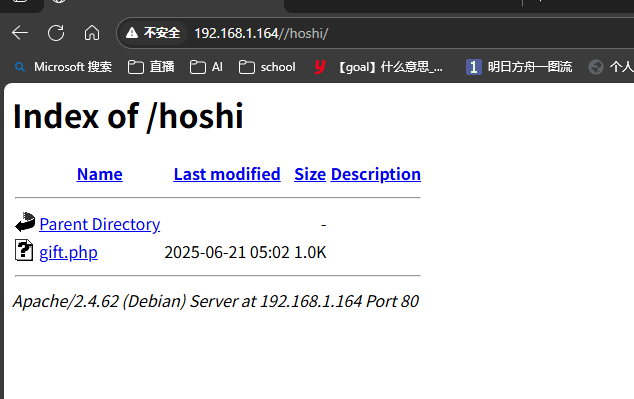 不安全 192.168.1.164//hoshi/
Microsoft 搜索 直播 AI school 【goal】什么意思_... 1 明日方舟一图流 个人
Index of /hoshi
Name Last modified Size Description
Parent Directory -
gift.php 2025-06-21 05:02 1.0K
Apache/2.4.62 (Debian) Server at 192.168.1.164 Port 80